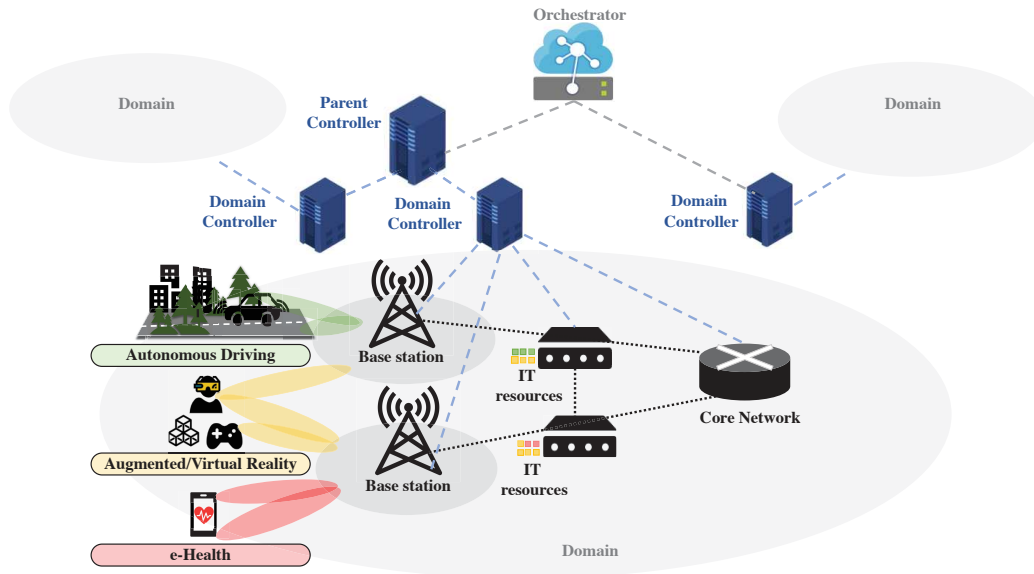 Orchestrator
Domain
Parent
Controller
Domain
Domain
Controller
Domain
Controller
Domain
Controller
Autonomous Driving
Base station
IT
resources
Core Network
Augmented/Virtual Reality
Base station
IT
resources
e-Health
Domain